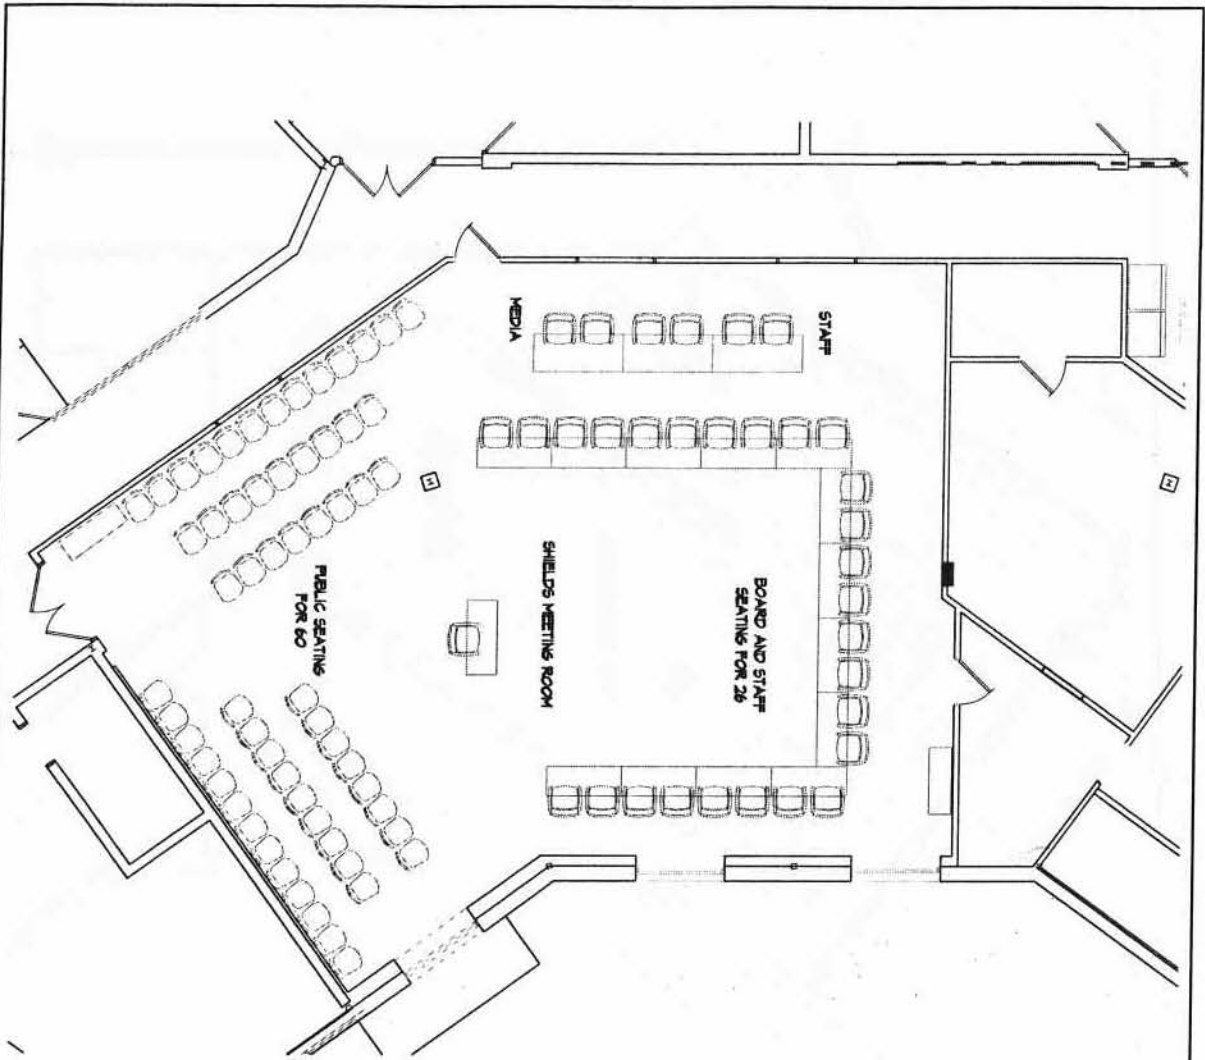 MEDIA
STAFF
BOARD AND STAFF
SEATING FOR 26
SHIELDS MEETING ROOM
PUBLIC SEATING
FOR 60